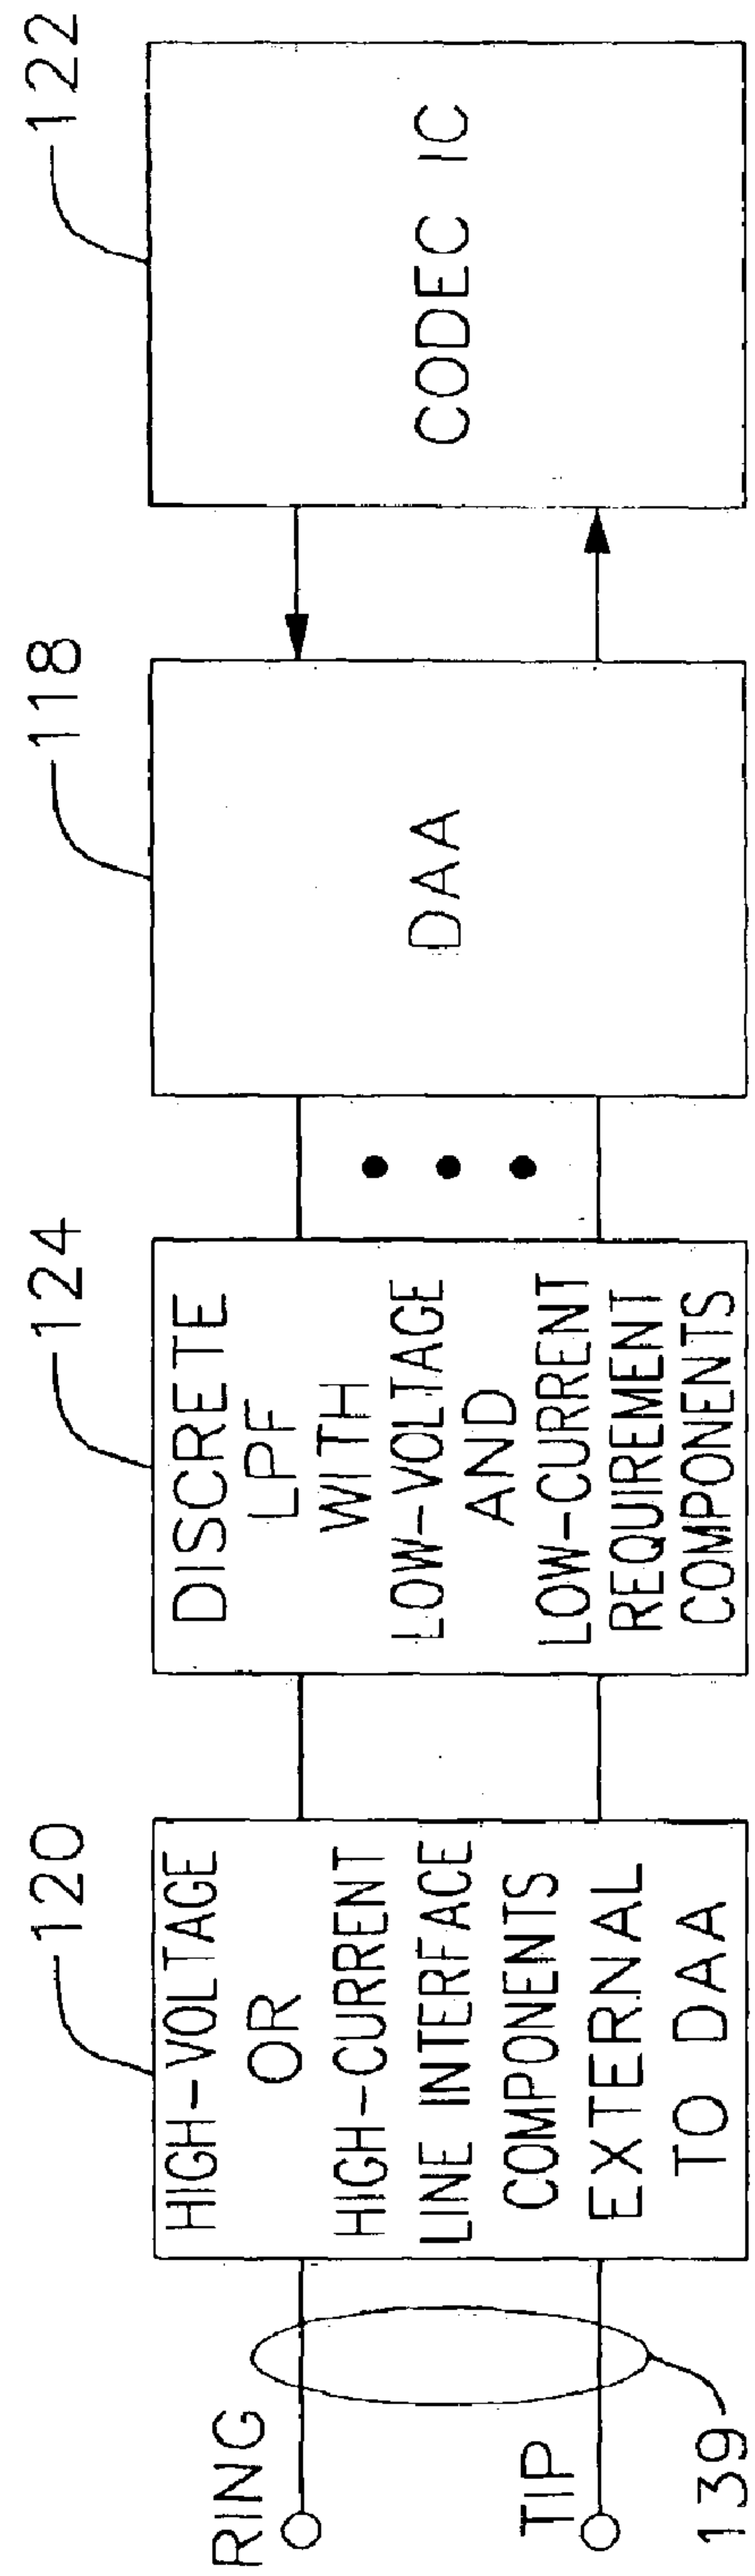 120
124
118
122
RING
TIP
139
HIGH-VOLTAGE
OR
HIGH-CURRENT
LINE INTERFACE
COMPONENTS
EXTERNAL
TO DAA
DISCRETE
LPF
WITH
LOW-VOLTAGE
AND
LOW-CURRENT
REQUIREMENT
COMPONENTS
DAA
CODEC IC